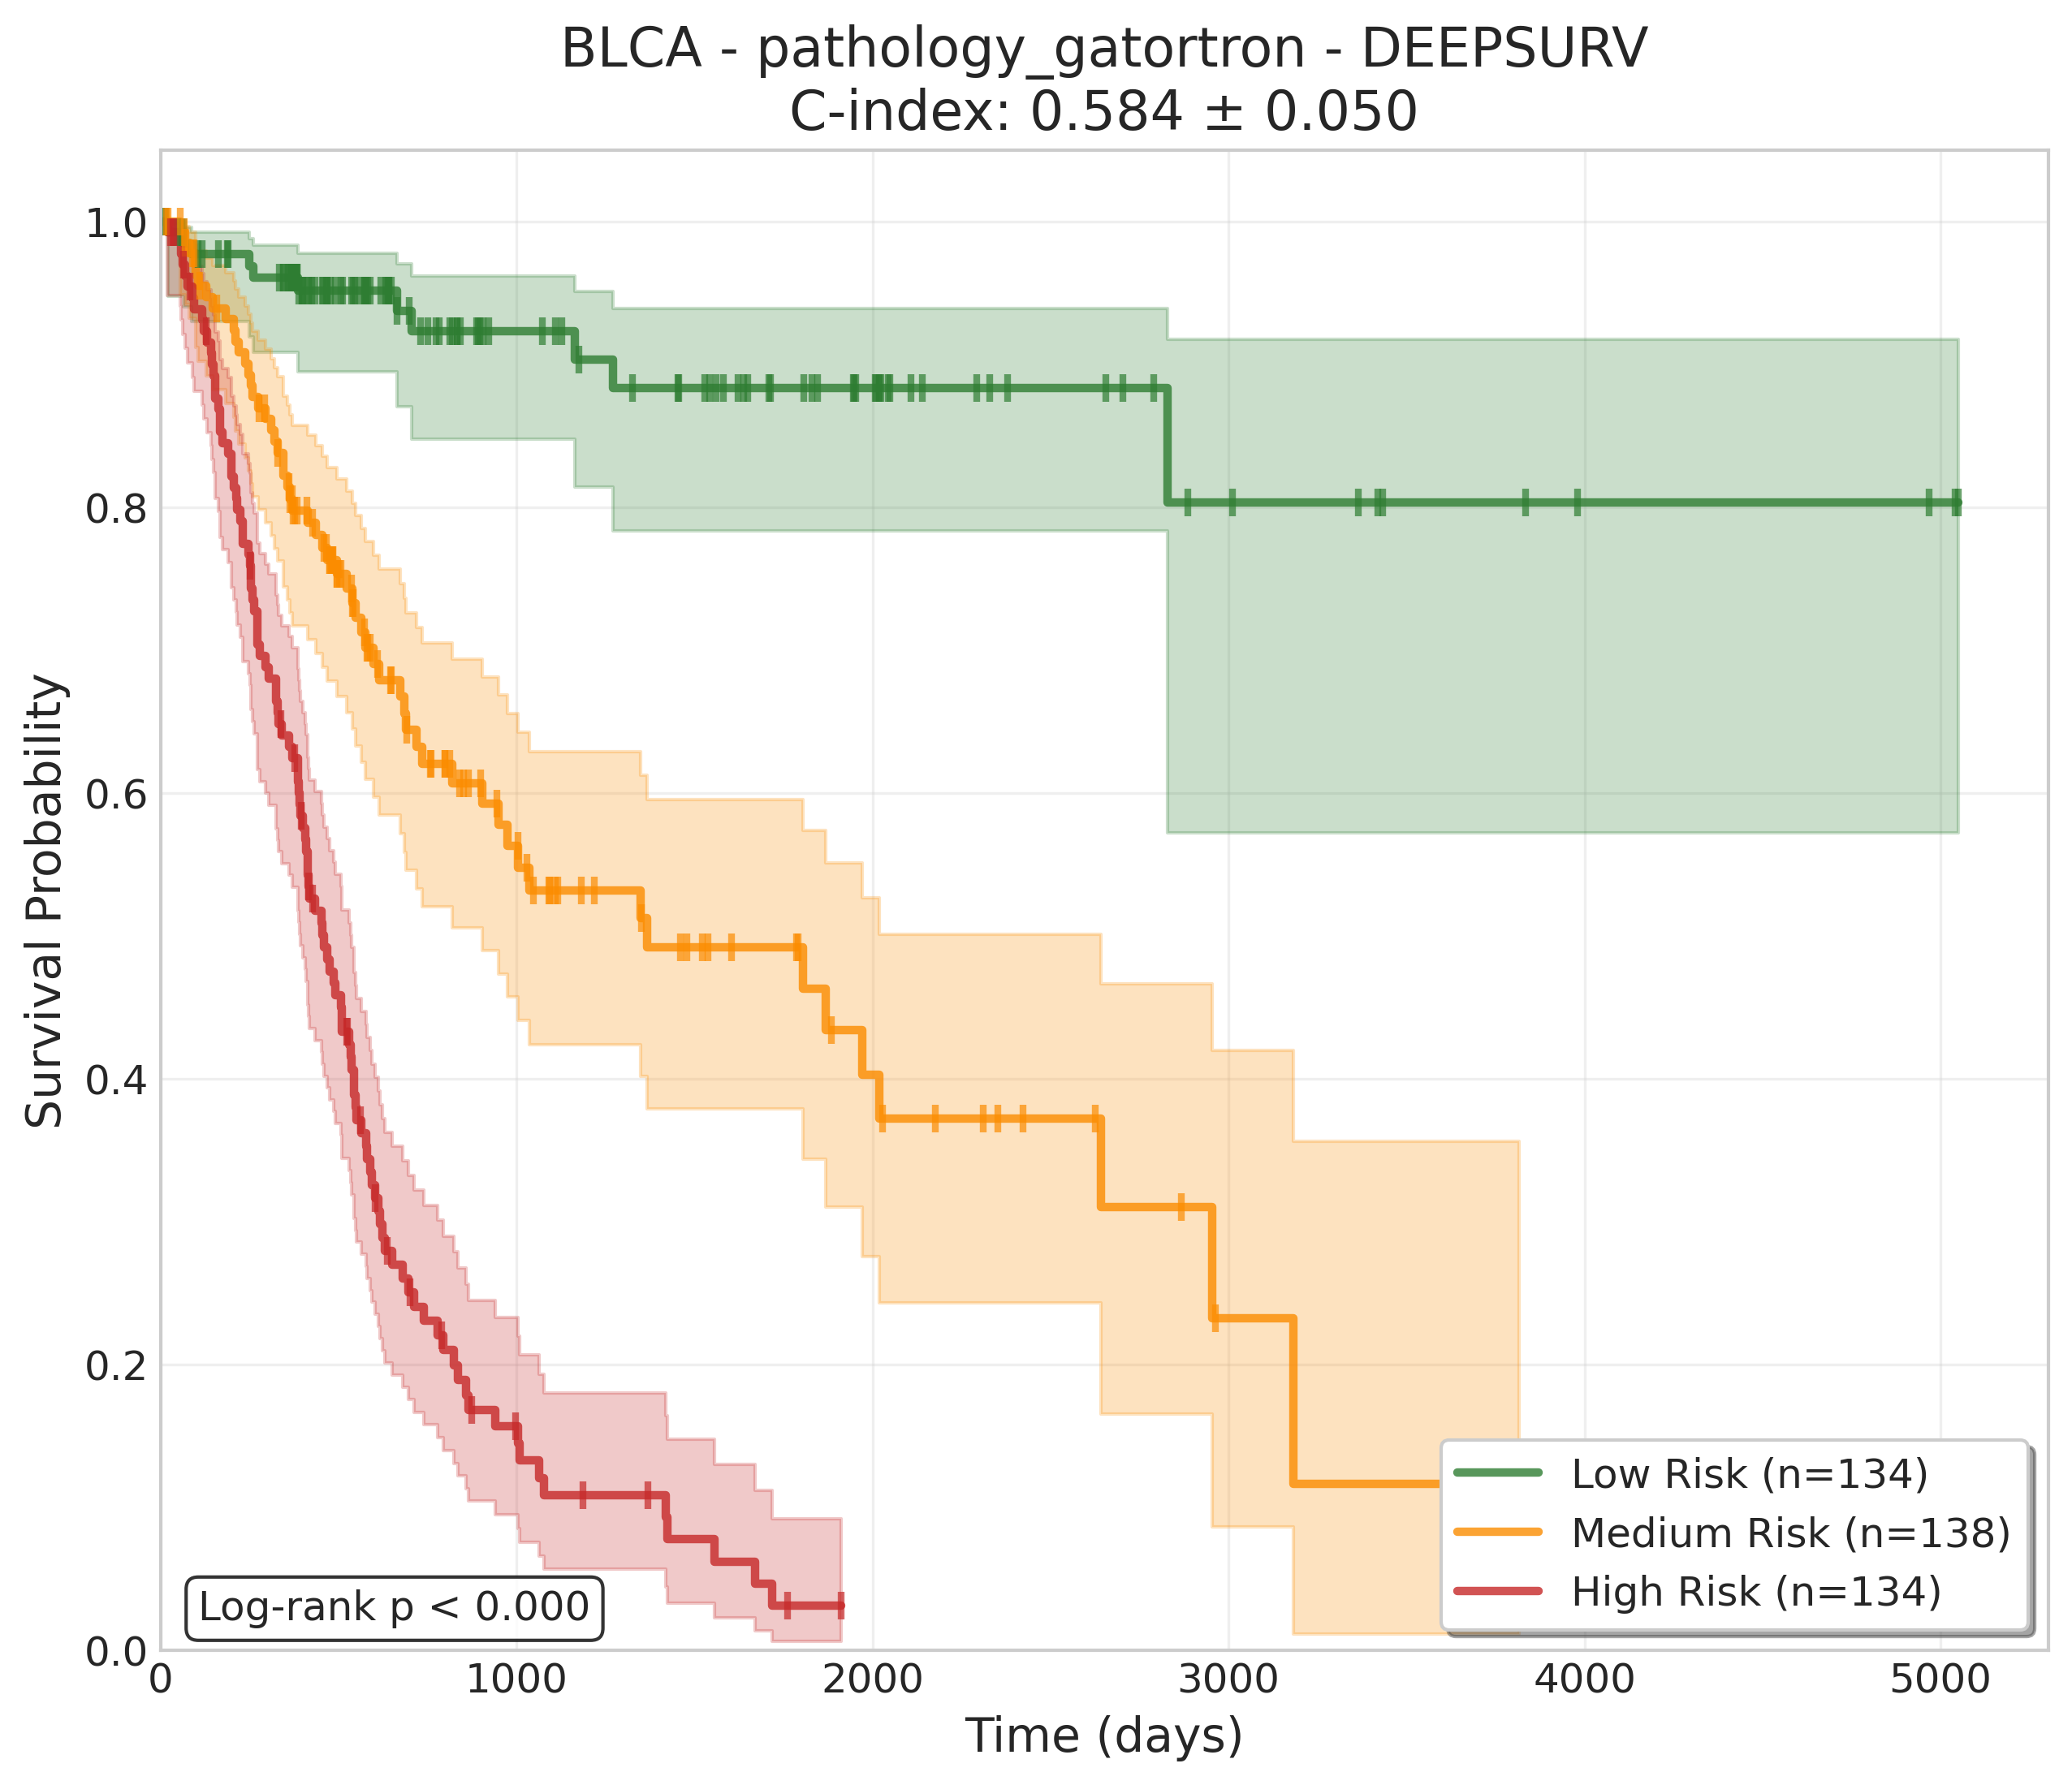 BLCA - pathology_gatortron - DEEPSURV
C-index: 0.584 ± 0.050
Survival Probability
1.0
0.8
0.6
0.4
0.2
0.0
Log-rank p < 0.000
Low Risk (n=134)
Medium Risk (n=138)
High Risk (n=134)
0 1000 2000 3000 4000 5000
Time (days)